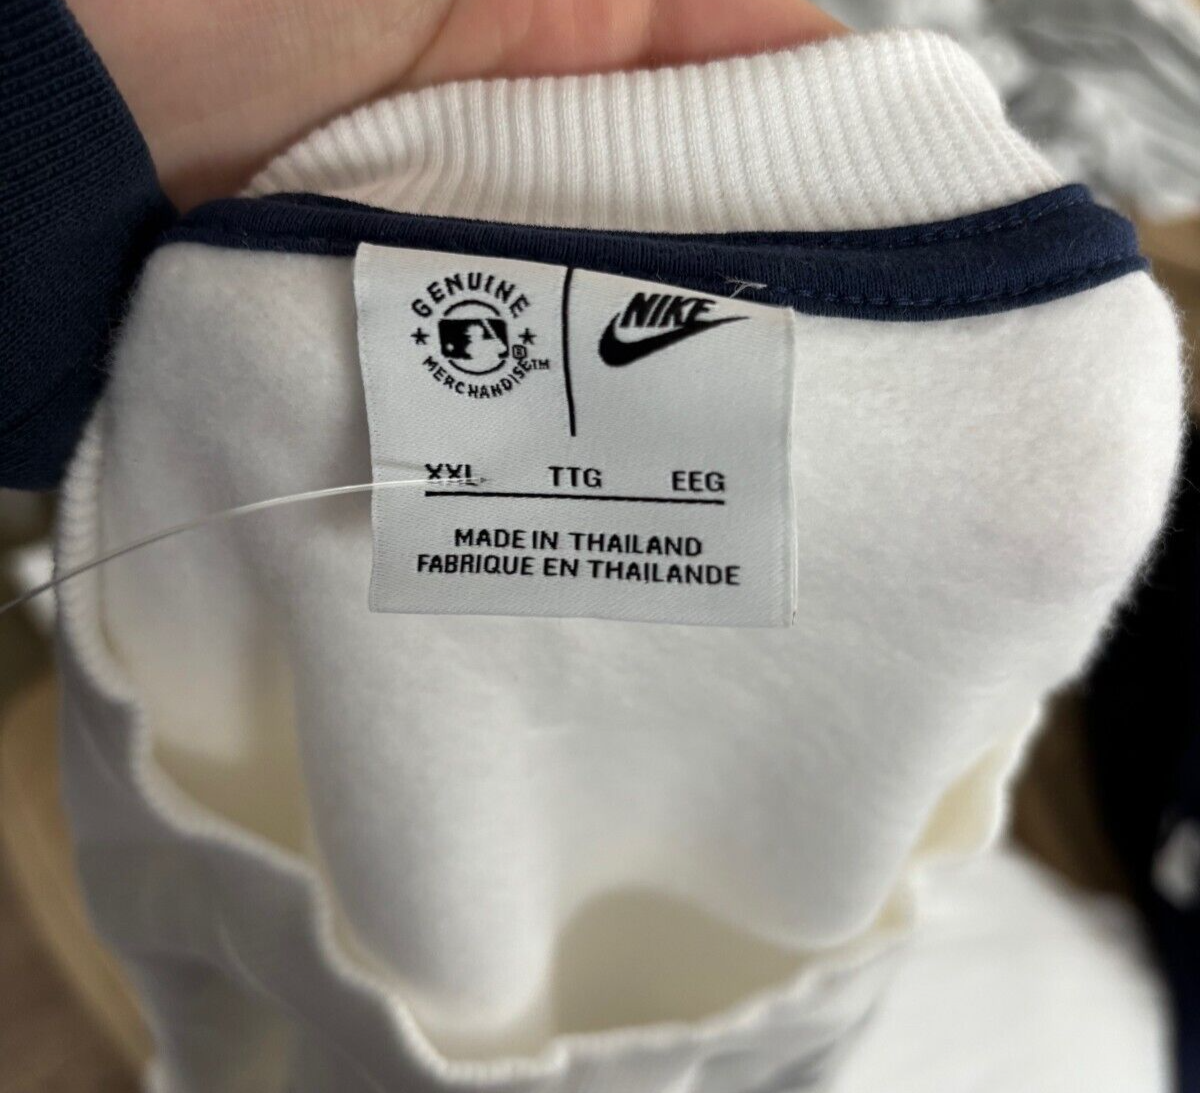 GENUINE
MERCHANDISE™
®
NIKE
XXL TTG EEG
MADE IN THAILAND
FABRIQUE EN THAILANDE